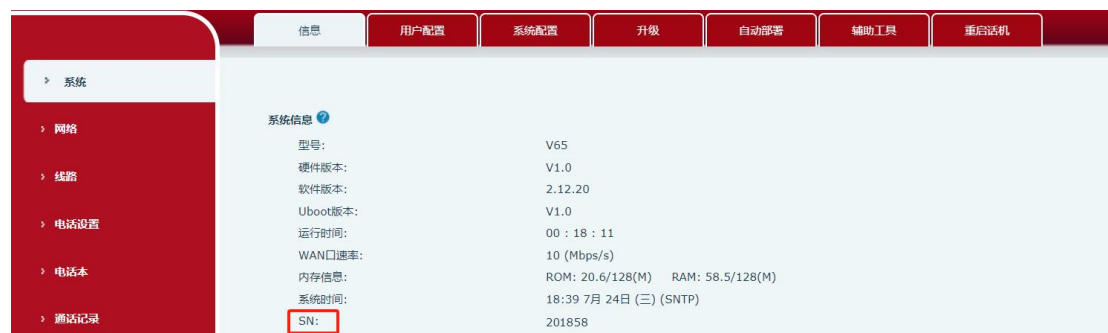 信息 用户配置 系统配置 升级 自动部署 辅助工具 重启话机
系统
网络
线路
电话设置
电话本
通话记录
系统信息
型号: V65
硬件版本: V1.0
软件版本: 2.12.20
Uboot版本: V1.0
运行时间: 00 : 18 : 11
WAN口速率: 10 (Mbps/s)
内存信息: ROM: 20.6/128(M) RAM: 58.5/128(M)
系统时间: 18:39 7月 24日 (三) (SNTP)
SN: 201858